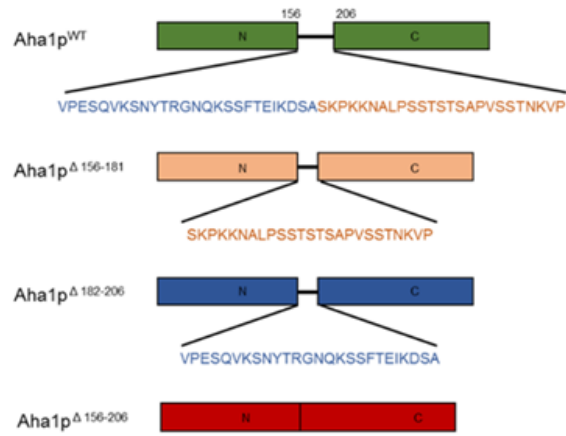 156 206
Aha1pWT N C
VPESQVKSNYTRGNQKSSFTEIKDSASKPKKNALPSSTSTSAPVSSTNKVP
Aha1pΔ 156-181 N C
SKPKKNALPSSTSTSAPVSSTNKVP
Aha1pΔ 182-206 N C
VPESQVKSNYTRGNQKSSFTEIKDSA
Aha1pΔ 156-206 N C